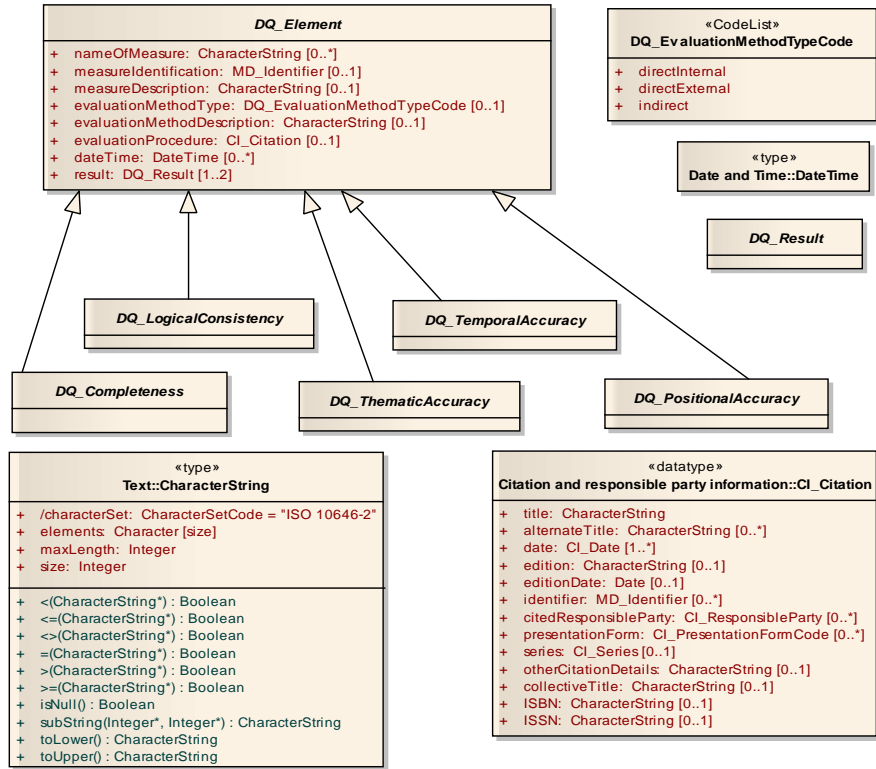 DQ_Element
+ nameOfMeasure: CharacterString [0..*]
+ measureIdentification: MD_Identifier [0..1]
+ measureDescription: CharacterString [0..1]
+ evaluationMethodType: DQ_EvaluationMethodTypeCode [0..1]
+ evaluationMethodDescription: CharacterString [0..1]
+ evaluationProcedure: CI_Citation [0..1]
+ dateTime: DateTime [0..*]
+ result: DQ_Result [1..2]
«CodeList»
DQ_EvaluationMethodTypeCode
+ directInternal
+ directExternal
+ indirect
«type»
Date and Time::DateTime
DQ_Result
DQ_LogicalConsistency
DQ_TemporalAccuracy
DQ_Completeness
DQ_ThematicAccuracy
DQ_PositionalAccuracy
«type»
Text::CharacterString
+ /characterSet: CharacterSetCode = "ISO 10646-2"
+ elements: Character [size]
+ maxLength: Integer
+ size: Integer
+ <(CharacterString*) : Boolean
+ <=(CharacterString*) : Boolean
+ <>(CharacterString*) : Boolean
+ =(CharacterString*) : Boolean
+ >(CharacterString*) : Boolean
+ >=(CharacterString*) : Boolean
+ isNull() : Boolean
+ subString(Integer*, Integer*) : CharacterString
+ toLower() : CharacterString
+ toUpper() : CharacterString
«datatype»
Citation and responsible party information::CI_Citation
+ title: CharacterString
+ alternateTitle: CharacterString [0..*]
+ date: CI_Date [1..*]
+ edition: CharacterString [0..1]
+ editionDate: Date [0..1]
+ identifier: MD_Identifier [0..*]
+ citedResponsibleParty: CI_ResponsibleParty [0..*]
+ presentationForm: CI_PresentationFormCode [0..*]
+ series: CI_Series [0..1]
+ otherCitationDetails: CharacterString [0..1]
+ collectiveTitle: CharacterString [0..1]
+ ISBN: CharacterString [0..1]
+ ISSN: CharacterString [0..1]